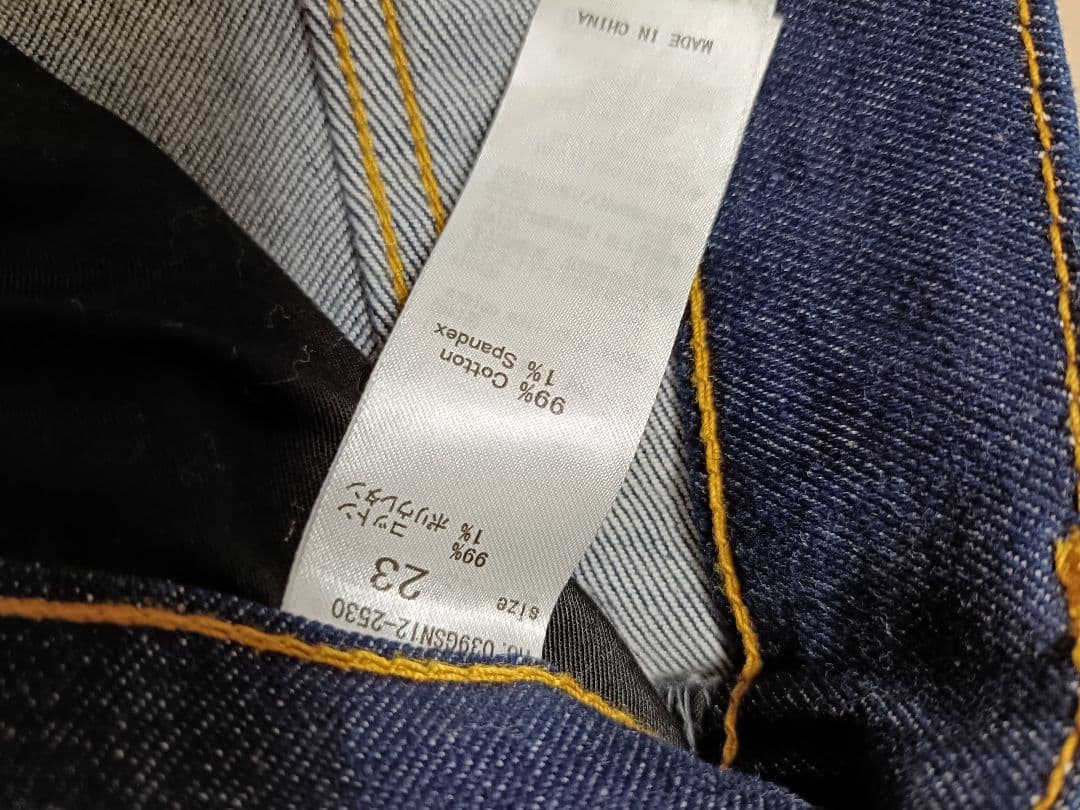 no. 039GSN12-2530
size 23
99% コットン
1% ポリウレタン
99% Cotton
1% Spandex
MADE IN CHINA